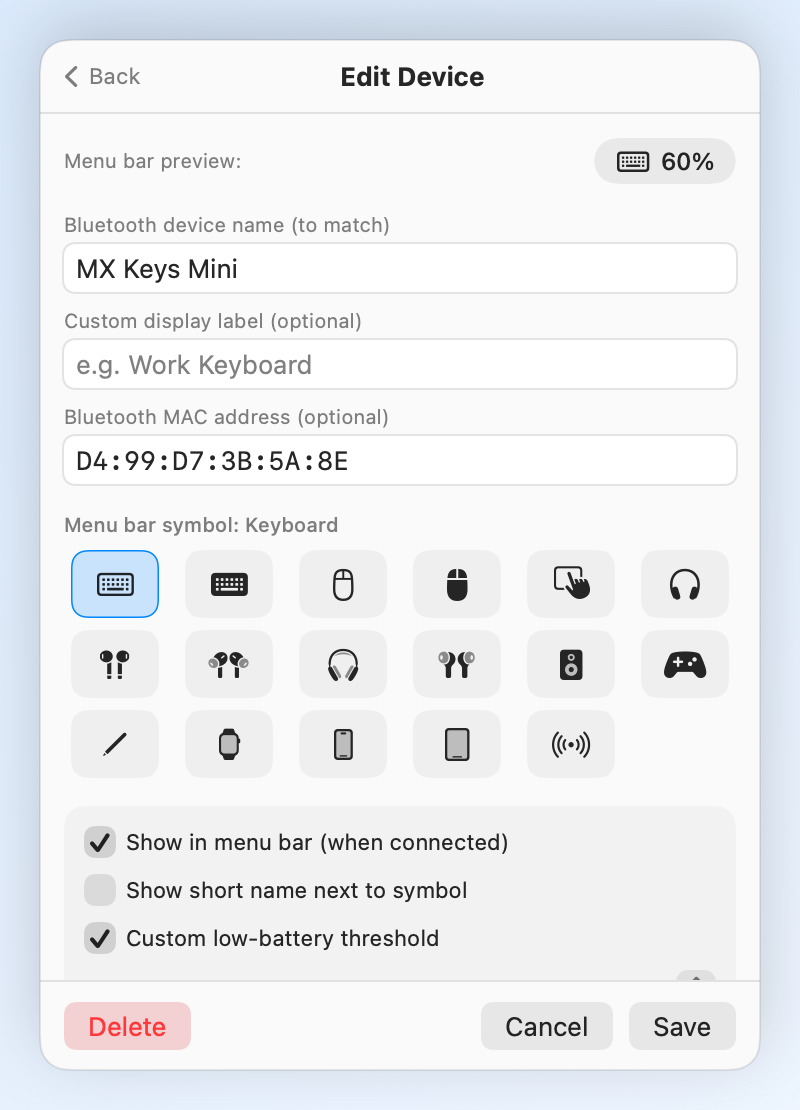 Back
Edit Device
Menu bar preview:
60%
Bluetooth device name (to match)
MX Keys Mini
Custom display label (optional)
e.g. Work Keyboard
Bluetooth MAC address (optional)
D4:99:D7:3B:5A:8E
Menu bar symbol: Keyboard
Show in menu bar (when connected)
Show short name next to symbol
Custom low-battery threshold
Delete
Cancel
Save